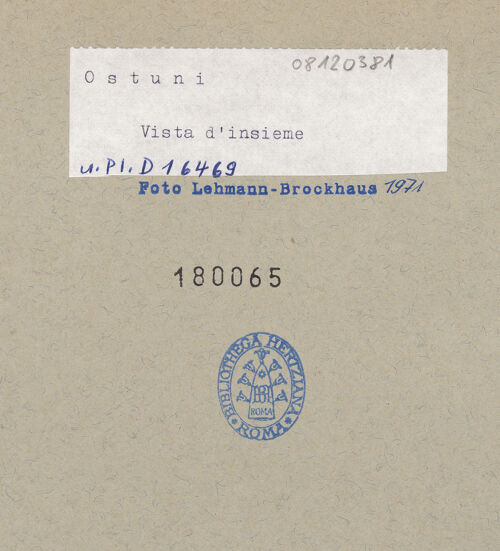 08120381
Ostuni
Vista d'insieme
u. Pl. D 16469
Foto Lehmann-Brockhaus 1971
180065
BIBLIOTHECA HERTZIANA
ROMA
ROMA